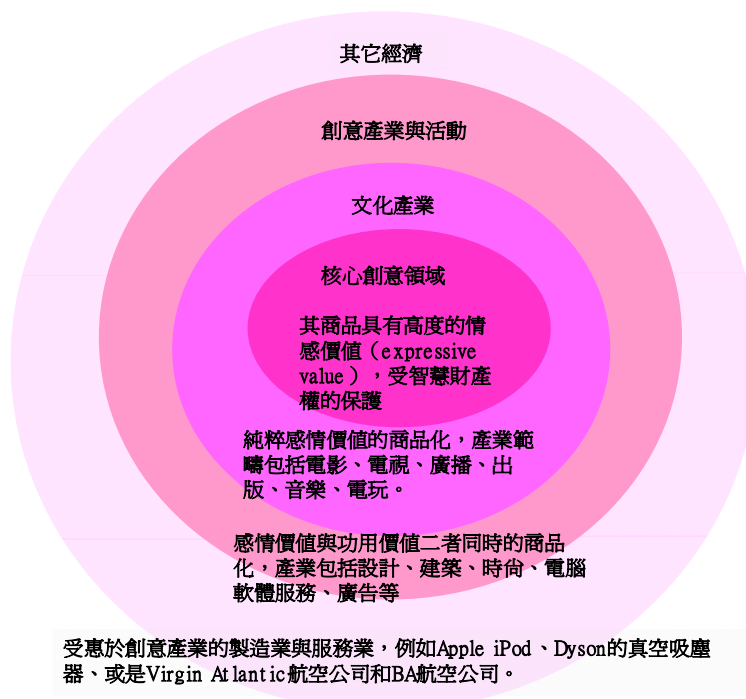 其它經濟
創意產業與活動
文化產業
核心創意領域
其商品具有高度的情
感價值（expressive
value），受智慧財產
權的保護
純粹感情價值的商品化，產業範
疇包括電影、電視、廣播、出
版、音樂、電玩。
感情價值與功用價值二者同時的商品
化，產業包括設計、建築、時尚、電腦
軟體服務、廣告等
受惠於創意產業的製造業與服務業，例如Apple iPod、Dyson的真空吸塵
器、或是Virgin Atlantic航空公司和BA航空公司。